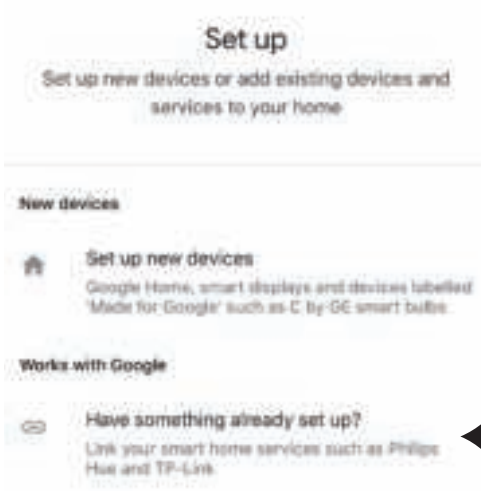 Set up
Set up new devices or add existing devices and
services to your home
New devices
Set up new devices
Google Home, smart displays and devices labelled
'Made for Google' such as C by GE smart bulbs
Works with Google
Have something already set up?
Link your smart home services such as Philips
Hue and TP-Link